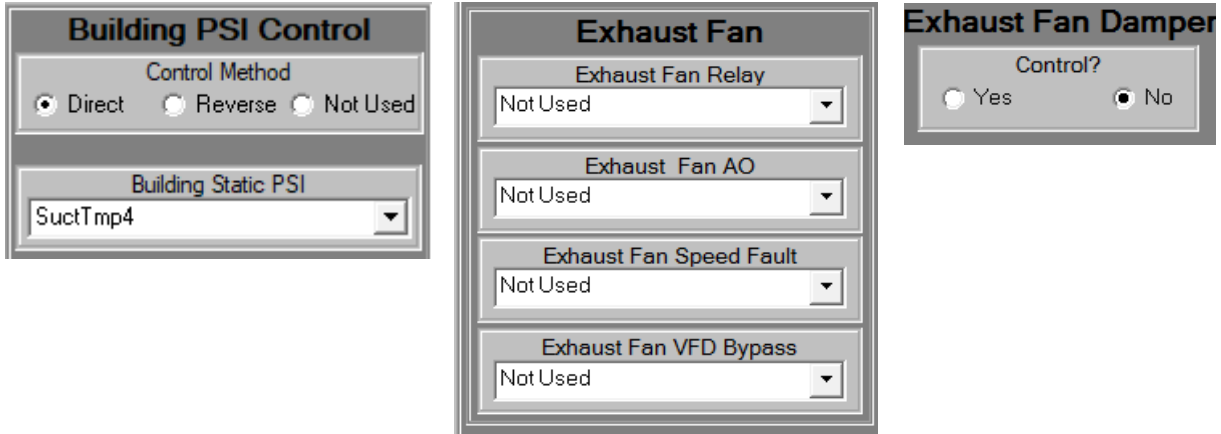 Building PSI Control
Control Method
Direct Reverse Not Used
Building Static PSI
SuctTmp4
Exhaust Fan
Exhaust Fan Relay
Not Used
Exhaust Fan AO
Not Used
Exhaust Fan Speed Fault
Not Used
Exhaust Fan VFD Bypass
Not Used
Exhaust Fan Damper
Control?
Yes No